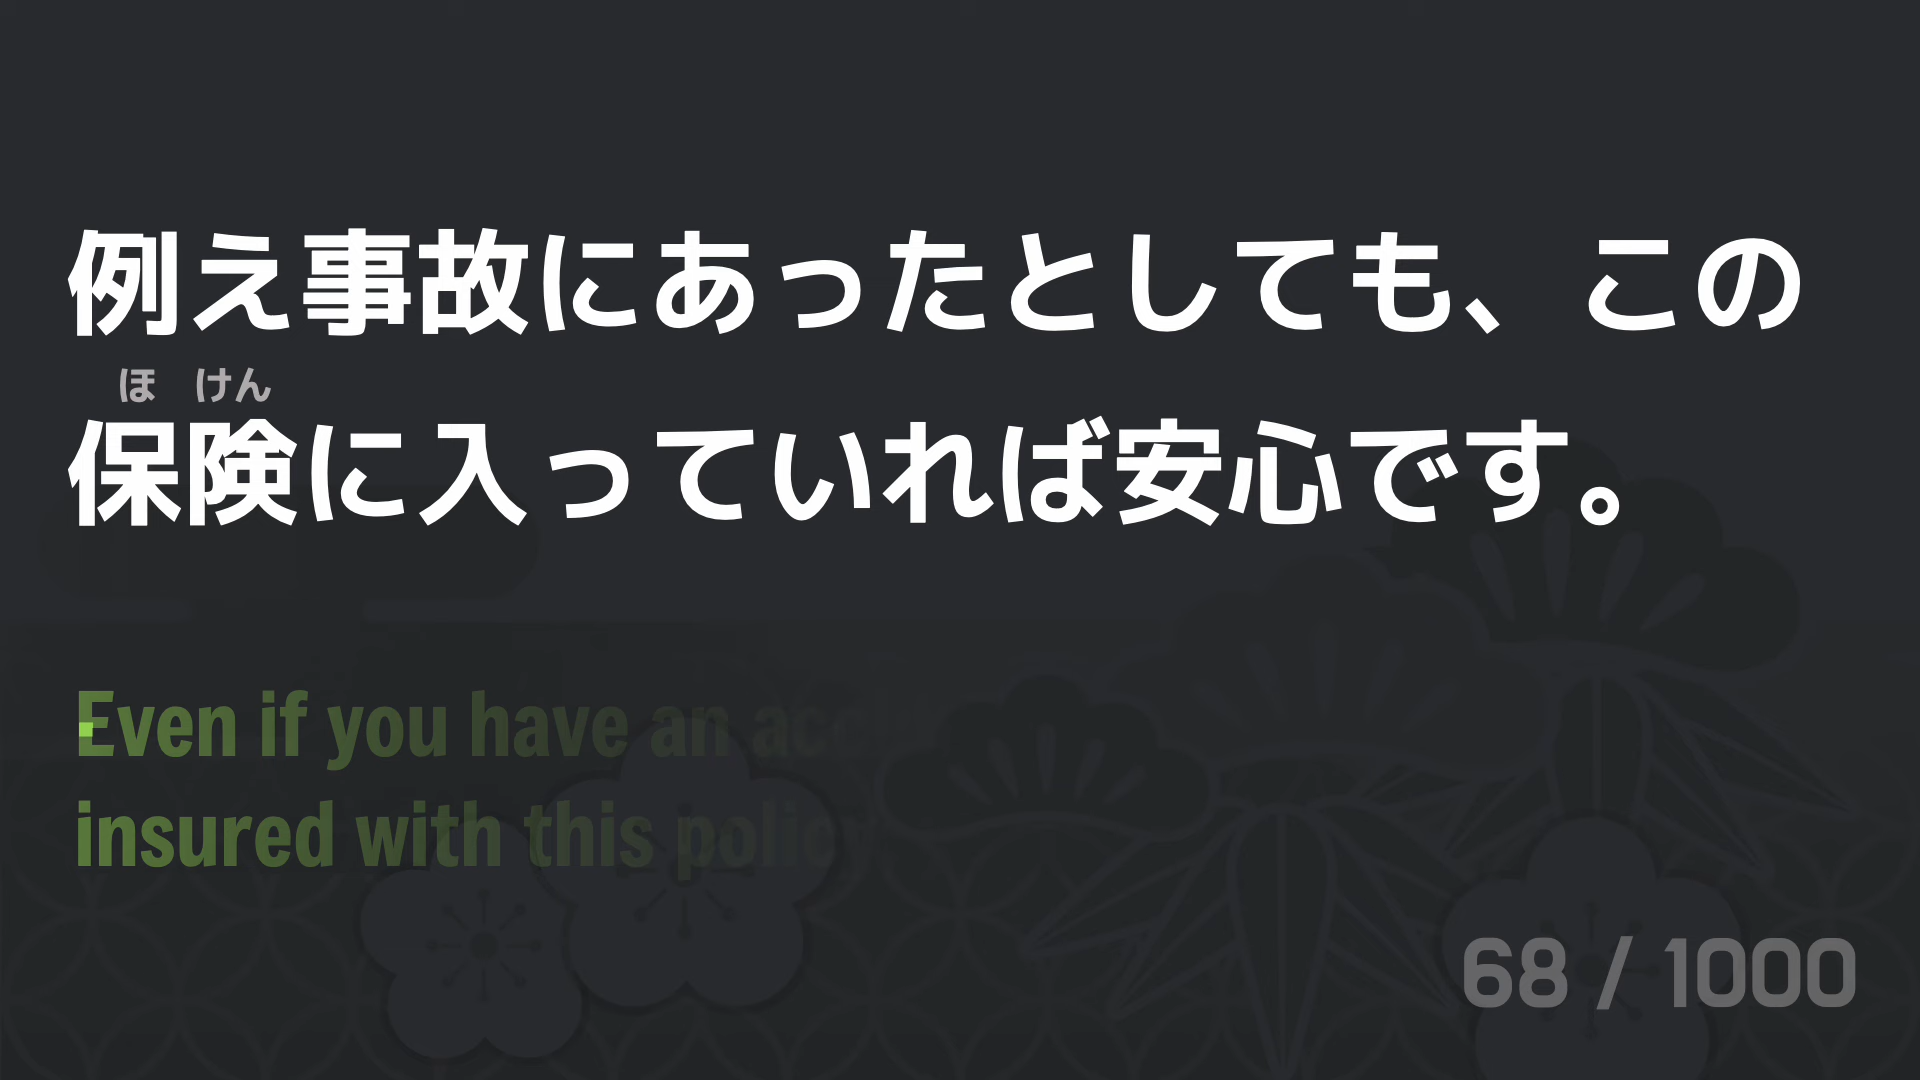 例え事故にあったとしても、この
ほ けん
保険に入っていれば安心です。
Even if you have an
insured with this
68 / 1000